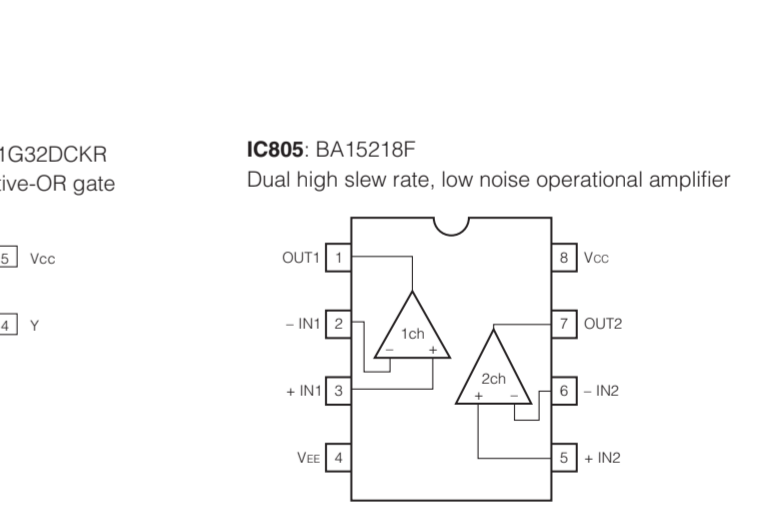 1G32DCKR
tive-OR gate
5 Vcc
4 Y
IC805: BA15218F
Dual high slew rate, low noise operational amplifier
OUT1 1
8 Vcc
– IN1 2
1ch
– +
7 OUT2
+ IN1 3
2ch
+ –
6 – IN2
VEE 4
5 + IN2